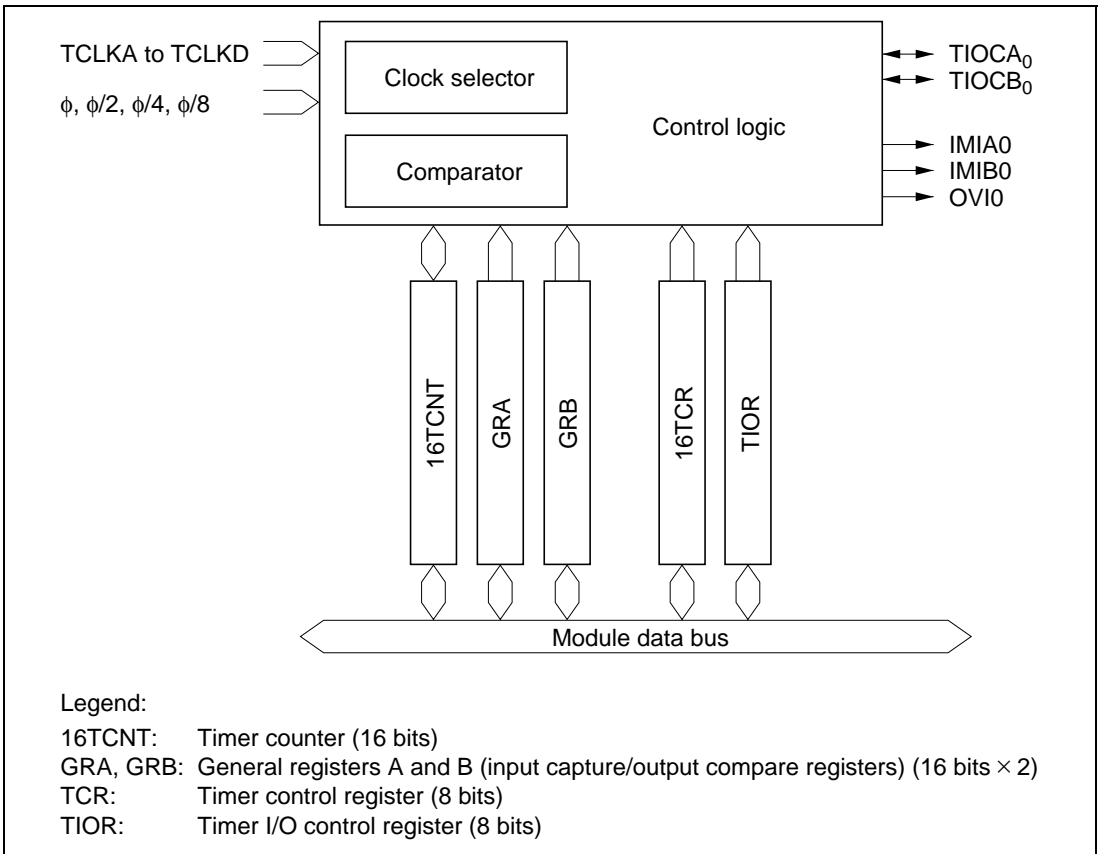 TCLKA to TCLKD
ϕ, ϕ/2, ϕ/4, ϕ/8
Clock selector
Comparator
Control logic
TIOCA₀
TIOCB₀
IMIA0
IMIB0
OVI0
16TCNT
GRA
GRB
16TCR
TIOR
Module data bus
Legend:
16TCNT: Timer counter (16 bits)
GRA, GRB: General registers A and B (input capture/output compare registers) (16 bits × 2)
TCR: Timer control register (8 bits)
TIOR: Timer I/O control register (8 bits)